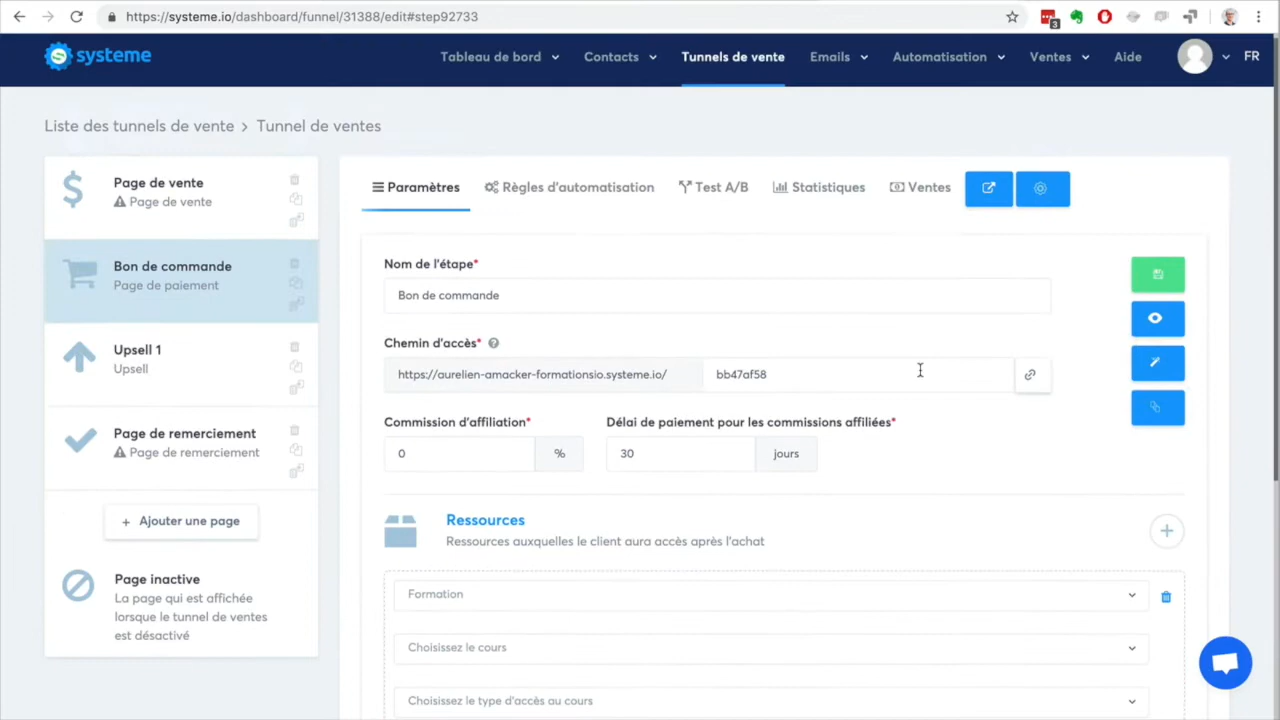 https://systeme.io/dashboard/funnel/31388/edit#step92733
3
systeme
Tableau de bord
Contacts
Tunnels de vente
Emails
Automatisation
Ventes
Aide
FR
Liste des tunnels de vente > Tunnel de ventes
Page de vente
Page de vente
Bon de commande
Page de paiement
Upsell 1
Upsell
Page de remerciement
Page de remerciement
+ Ajouter une page
Page inactive
La page qui est affichée
lorsque le tunnel de ventes
est désactivé
Paramètres
Règles d'automatisation
Test A/B
Statistiques
Ventes
Nom de l'étape*
Bon de commande
Chemin d'accès* ?
https://aurelien-amacker-formationsio.systeme.io/
bb47af58
Commission d'affiliation*
Délai de paiement pour les commissions affiliées*
0 %
30 jours
Ressources
Ressources auxquelles le client aura accès après l'achat
Formation
Choisissez le cours
Choisissez le type d'accès au cours